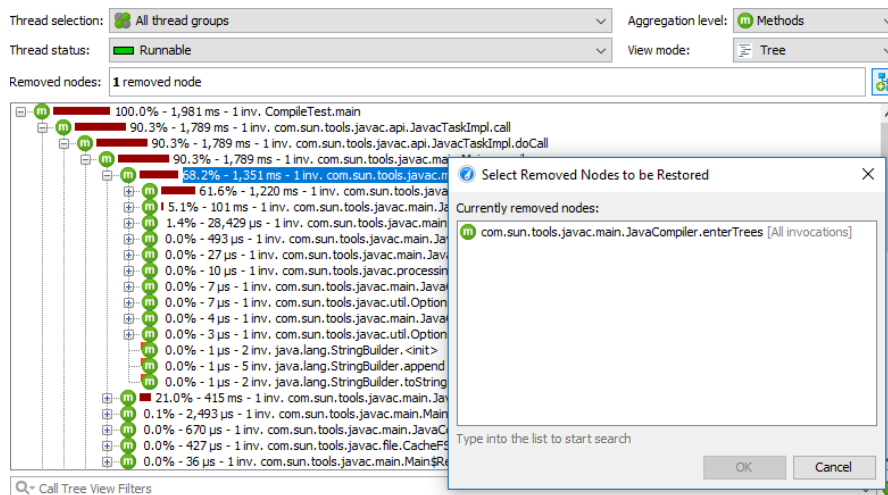 Thread selection: All thread groups Aggregation level: Methods
Thread status: Runnable View mode: Tree
Removed nodes: 1 removed node
100.0% - 1,981 ms - 1 inv. CompileTest.main
90.3% - 1,789 ms - 1 inv. com.sun.tools.javac.api.JavacTaskImpl.call
90.3% - 1,789 ms - 1 inv. com.sun.tools.javac.api.JavacTaskImpl.doCall
90.3% - 1,789 ms - 1 inv. com.sun.tools.javac.ma
68.2% - 1,351 ms - 1 inv. com.sun.tools.javac.m
61.6% - 1,220 ms - 1 inv. com.sun.tools.java
5.1% - 101 ms - 1 inv. com.sun.tools.javac.main.Ja
1.4% - 28,429 µs - 1 inv. com.sun.tools.javac.main
0.0% - 493 µs - 1 inv. com.sun.tools.javac.main.Jav
0.0% - 27 µs - 1 inv. com.sun.tools.javac.main.Java
0.0% - 10 µs - 1 inv. com.sun.tools.javac.processin
0.0% - 7 µs - 1 inv. com.sun.tools.javac.main.JavaC
0.0% - 7 µs - 1 inv. com.sun.tools.javac.util.Option
0.0% - 4 µs - 1 inv. com.sun.tools.javac.main.JavaC
0.0% - 3 µs - 1 inv. com.sun.tools.javac.util.Option
0.0% - 1 µs - 2 inv. java.lang.StringBuilder.<init>
0.0% - 1 µs - 5 inv. java.lang.StringBuilder.append
0.0% - 1 µs - 2 inv. java.lang.StringBuilder.toString
21.0% - 415 ms - 1 inv. com.sun.tools.javac.main.Jav
0.1% - 2,493 µs - 1 inv. com.sun.tools.javac.main.Main
0.0% - 670 µs - 1 inv. com.sun.tools.javac.main.JavaC
0.0% - 427 µs - 1 inv. com.sun.tools.javac.file.CacheFS
0.0% - 36 µs - 1 inv. com.sun.tools.javac.main.Main$Re
Call Tree View Filters
Select Removed Nodes to be Restored
Currently removed nodes:
com.sun.tools.javac.main.JavaCompiler.enterTrees [All invocations]
Type into the list to start search
OK Cancel